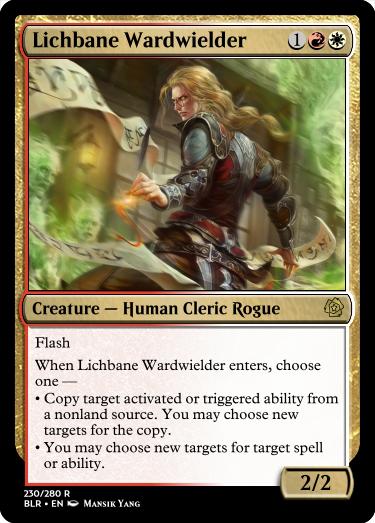 Lichbane Wardwielder 1
Creature — Human Cleric Rogue
Flash
When Lichbane Wardwielder enters, choose
one —
• Copy target activated or triggered ability from
a nonland source. You may choose new
targets for the copy.
• You may choose new targets for target spell
or ability.
2/2
230/280 R
BLR • EN Mansik Yang